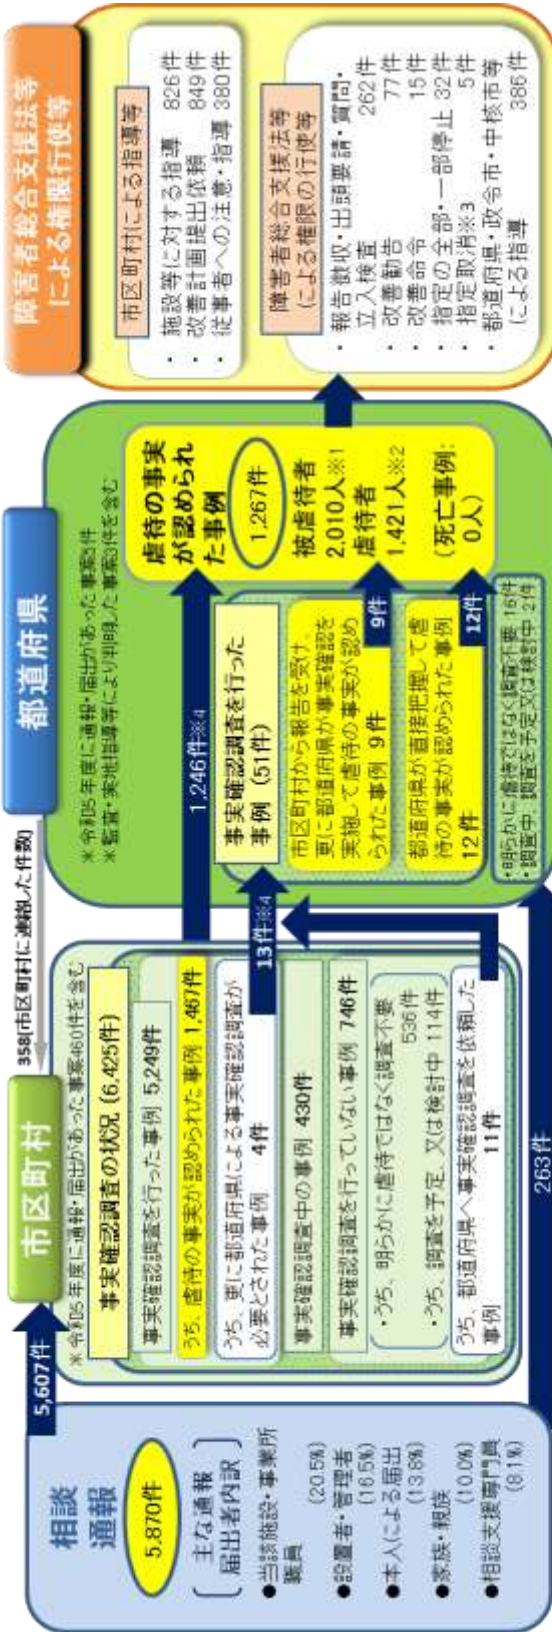 相談
通報
5,870件
主な通報
届出者内訳
●当該施設・事業所
職員
(20.5%)
●設置者・管理者
(16.5%)
●本人による届出
(13.8%)
●家族・親族
(10.0%)
●相談支援専門員
(8.1%)
5,607件
263件
市区町村
358(市区町村に連絡した件数)
※令和5年度に通報・届出があった事案460件を含む
事実確認調査の状況 (6,425件)
事実確認調査を行った事例 5,249件
うち、虐待の事実が認められた事例 1,467件
うち、更に都道府県による事実確認調査が
必要とされた事例 4件
事実確認調査中の事例 430件
事実確認調査を行っていない事例 746件
・うち、明らかに虐待ではなく調査不要
536件
・うち、調査を予定、又は検討中 114件
うち、都道府県へ事実確認調査を依頼した
事例 11件
都道府県
※令和5年度に通報・届出があった事案
※監査・実地指導等により判明した事案3件を含む
1,246件※4
13件※4
事実確認調査を行った
事例 (51件)
市区町村から報告を受け、
更に都道府県が事実確認を
実施して虐待の事実が認め
られた事例 9件
9件
都道府県が直接把握して虐
待の事実が認められた事例
12件
12件
・明らかに虐待ではなく調査不要 16件
・調査中、調査を予定又は検討中 2件
虐待の事実
が認められ
た事例
1,267件
被虐待者
2,010人※1
虐待者
1,421人※2
(死亡事例:
0人)
障害者総合支援法等
による権限行使等
市区町村による指導等
・施設等に対する指導 826件
・改善計画提出依頼 849件
・従事者への注意・指導 380件
障害者総合支援法等
による権限の行使等
・報告徴収・出頭要請・質問・
立入検査 262件
・改善勧告 77件
・改善命令 15件
・指定の全部・一部停止 32件
・指定取消※3 5件
・都道府県・政令市・中核市等
による指導 386件